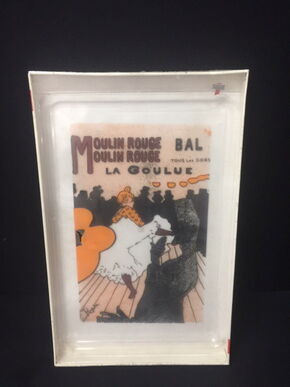 MOULIN ROUGE BAL
MOULIN ROUGE TOUS LES SOIRS
LA GOULUE